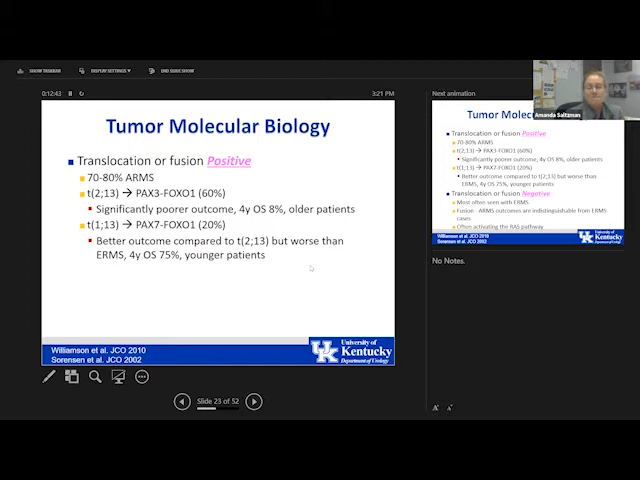 SHOW TASKBAR
DISPLAY SETTINGS
END SLIDE SHOW
0:12:43
3:21 PM
Tumor Molecular Biology
Translocation or fusion Positive
70-80% ARMS
t(2;13) → PAX3-FOXO1 (60%)
Significantly poorer outcome, 4y OS 8%, older patients
t(1;13) → PAX7-FOXO1 (20%)
Better outcome compared to t(2;13) but worse than
ERMS, 4y OS 75%, younger patients
Williamson et al. JCO 2010
Sorensen et al. JCO 2002
UK
University of
Kentucky
Department of Urology
Slide 23 of 52
Amanda Saltzman
Next animation
Tumor Molec
Translocation or fusion Positive
70-80% ARMS
t(2;13) → PAX3-FOXO1 (60%)
Significantly poorer outcome, 4y OS 8%, older patients
t(1;13) → PAX7-FOXO1 (20%)
Better outcome compared to t(2;13) but worse than
ERMS, 4y OS 75%, younger patients
Translocation or fusion Negative
Most often seen with ERMS
Fusion - ARMS outcomes are indistinguishable from ERMS
cases
Often activating the RAS pathway
Williamson et al. JCO 2010
Sorensen et al. JCO 2002
UK
University of
Kentucky
Department of Urology
No Notes.